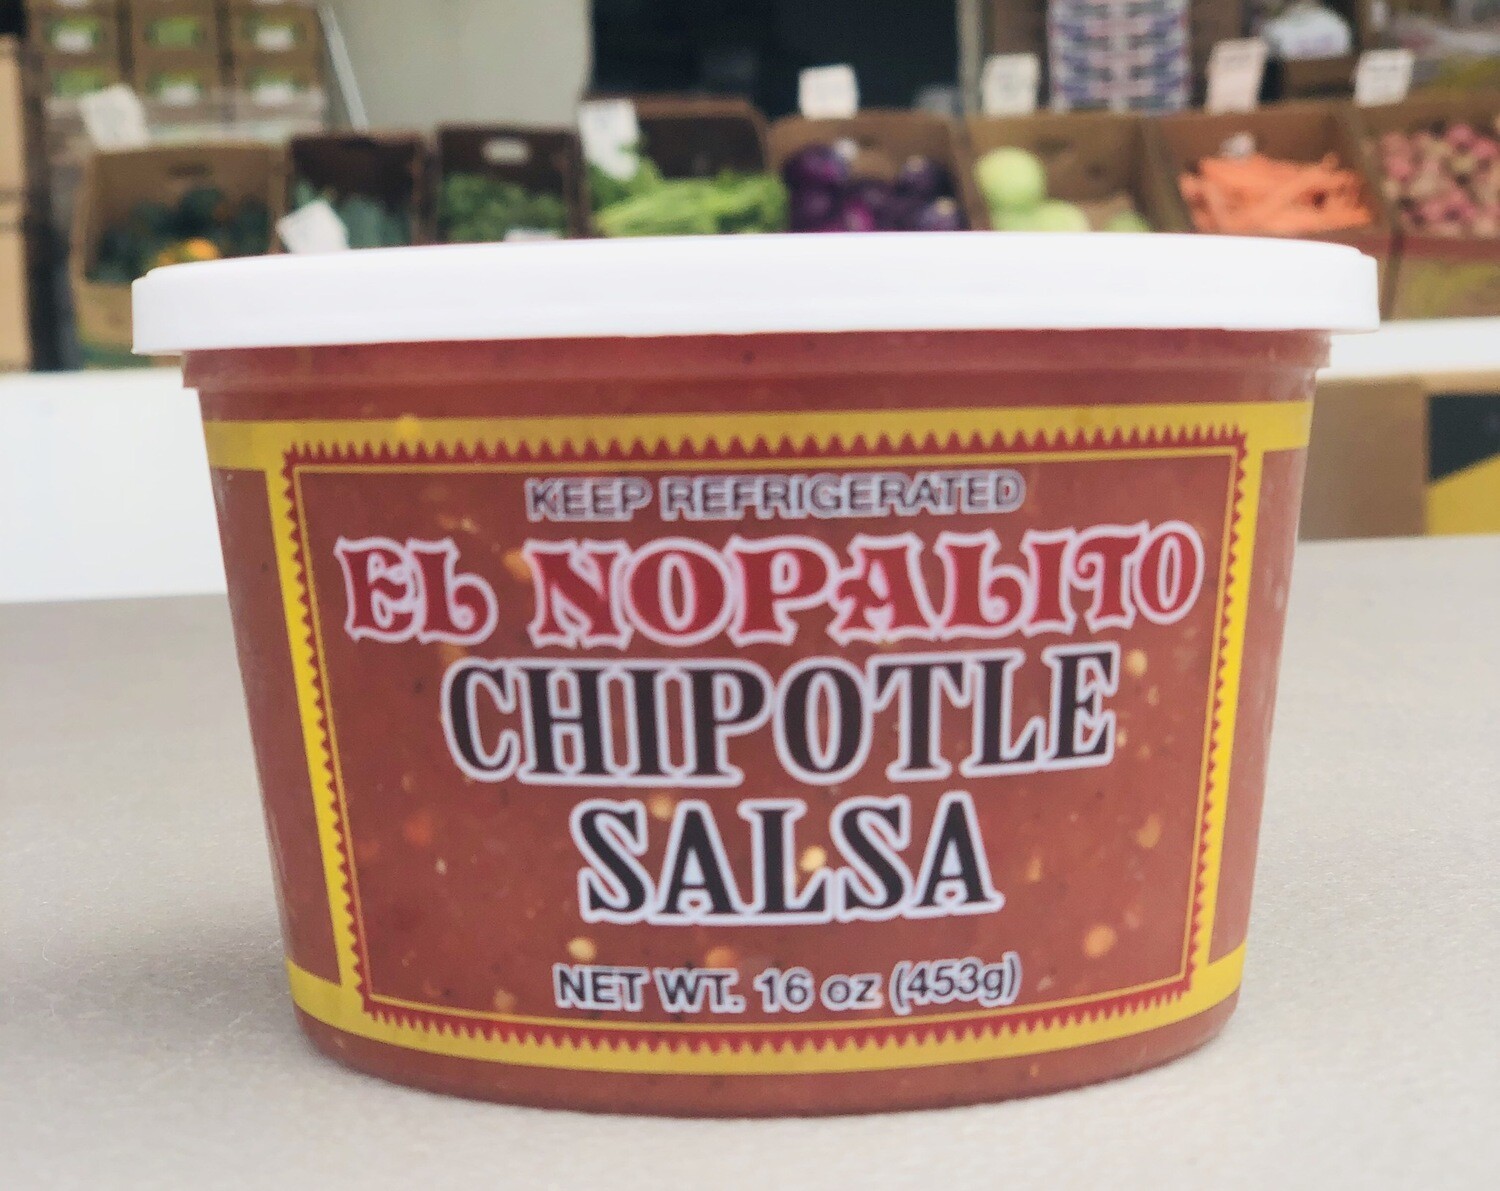 KEEP REFRIGERATED
EL NOPALITO
CHIPOTLE
SALSA
NET WT. 16 oz (453g)